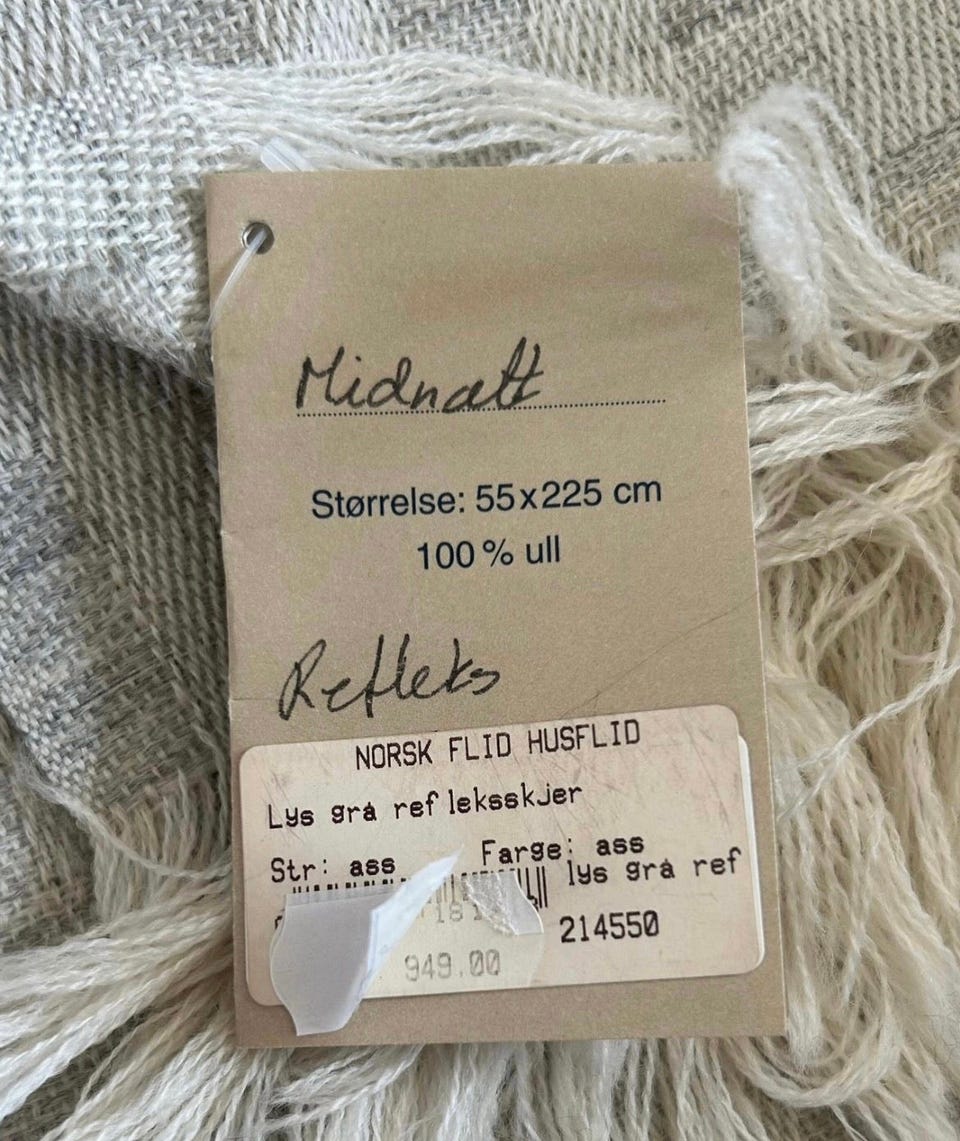 Midnatt
Størrelse: 55x225 cm
100 % ull
Refleks
NORSK FLID HUSFLID
Lys grå refleksskjer
Str: ass Farge: ass
lys grå ref
214550
949.00